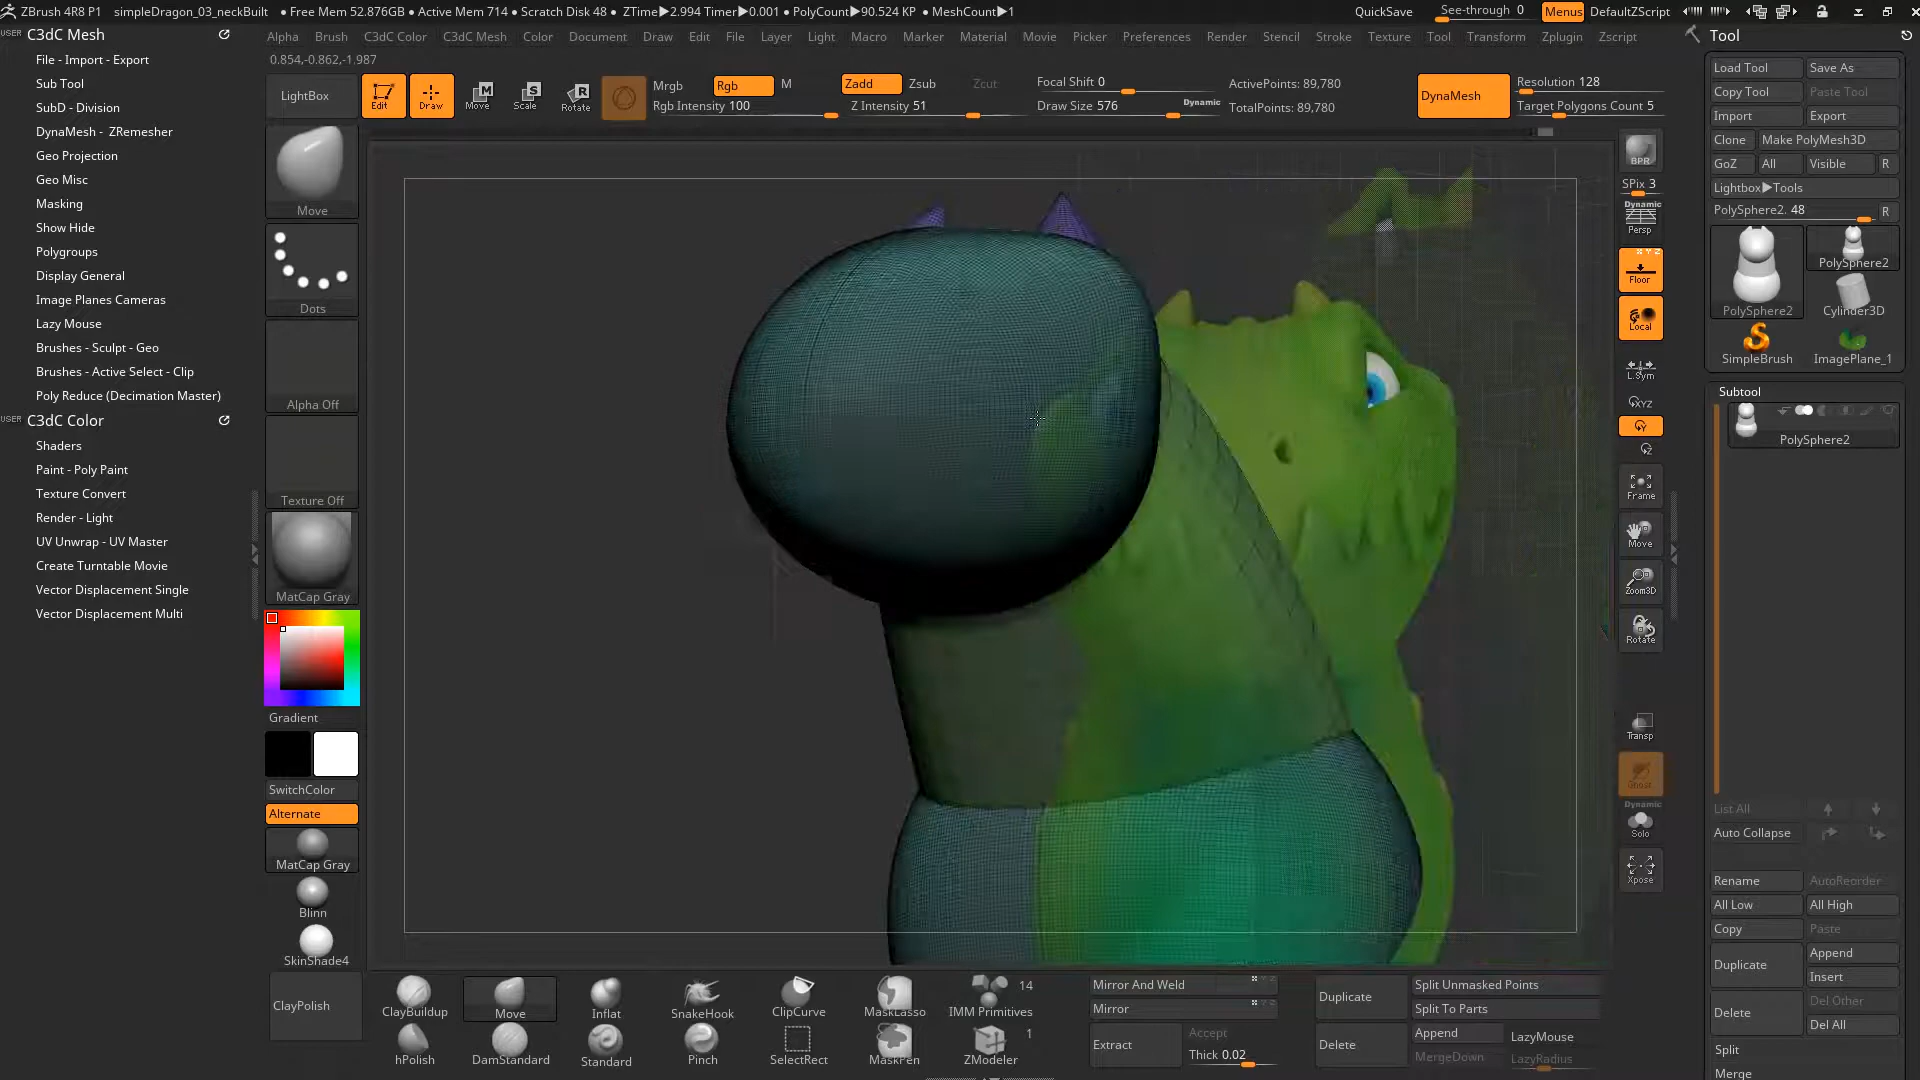 ZBrush 4R8 P1 simpleDragon_03_neckBuilt • Free Mem 52.876GB • Active Mem 714 • Scratch Disk 48 • ZTime▶2.994 Timer▶0.001 • PolyCount▶90.524 KP • MeshCount▶1 QuickSave See-through 0 Menus DefaultZScript
USER C3dC Mesh
File - Import - Export
Sub Tool
SubD - Division
DynaMesh - ZRemesher
Geo Projection
Geo Misc
Masking
Show Hide
Polygroups
Display General
Image Planes Cameras
Lazy Mouse
Brushes - Sculpt - Geo
Brushes - Active Select - Clip
Poly Reduce (Decimation Master)
USER C3dC Color
Shaders
Paint - Poly Paint
Texture Convert
Render - Light
UV Unwrap - UV Master
Create Turntable Movie
Vector Displacement Single
Vector Displacement Multi
Alpha Brush C3dC Color C3dC Mesh Color Document Draw Edit File Layer Light Macro Marker Material Movie Picker Preferences Render Stencil Stroke Texture Tool Transform Zplugin Zscript
0.854,-0.862,-1.987
LightBox
Edit
Draw
Move
Scale
Rotate
Mrgb Rgb M
Rgb Intensity 100
Zadd Zsub Zcut
Z Intensity 51
Focal Shift 0
Draw Size 576 Dynamic
ActivePoints: 89,780
TotalPoints: 89,780
DynaMesh
Resolution 128
Target Polygons Count 5
Move
Dots
Alpha Off
Texture Off
MatCap Gray
Gradient
SwitchColor
Alternate
MatCap Gray
Blinn
SkinShade4
ClayPolish
BPR
SPix 3
Dynamic
Persp
X Y Z
Floor
Local
L.Sym
XYZ
Y
Z
Frame
Move
Zoom3D
Rotate
Transp
Ghost
Dynamic
Solo
Xpose
Tool
Load Tool Save As
Copy Tool Paste Tool
Import Export
Clone Make PolyMesh3D
GoZ All Visible R
Lightbox▶Tools
PolySphere2. 48 R
PolySphere2
PolySphere2 Cylinder3D
SimpleBrush ImagePlane_1
Subtool
PolySphere2
List All
Auto Collapse
Rename AutoReorder
All Low All High
Copy Paste
Duplicate Append
Insert
Delete Del Other
Del All
Split
Merge
ClayBuildup Move Inflat SnakeHook ClipCurve MaskLasso IMM Primitives 14
hPolish DamStandard Standard Pinch SelectRect MaskPen ZModeler 1
Mirror And Weld
Mirror
Extract Accept
Thick 0.02
Duplicate
Split Unmasked Points
Split To Parts
Delete
Append
MergeDown
LazyMouse
LazyRadius